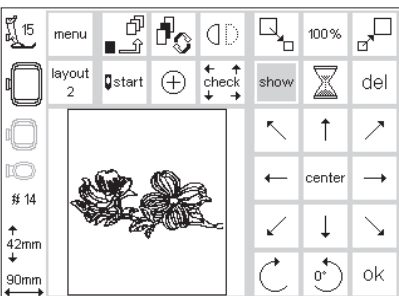 15
menu
100%
layout
2
start
check
show
del
# 14
center
42mm
90mm
0°
ok